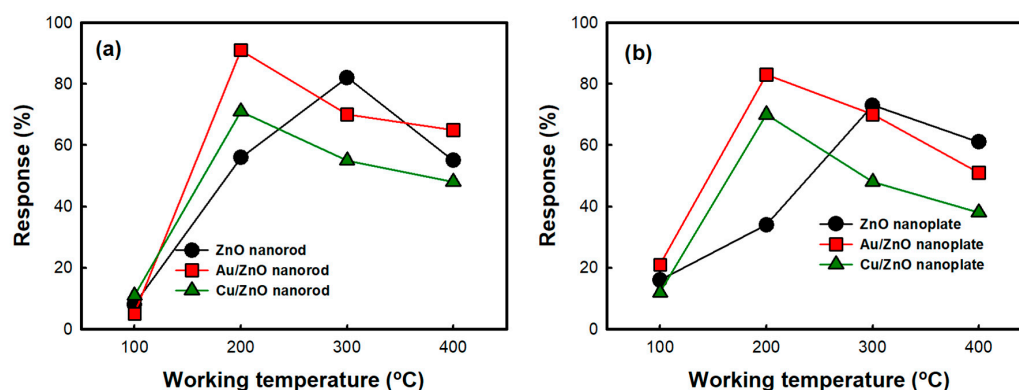 (a)
Response (%)
100
80
60
40
20
0
ZnO nanorod
Au/ZnO nanorod
Cu/ZnO nanorod
100 200 300 400
Working temperature (ºC)
(b)
Response (%)
100
80
60
40
20
0
ZnO nanoplate
Au/ZnO nanoplate
Cu/ZnO nanoplate
100 200 300 400
Working temperature (ºC)